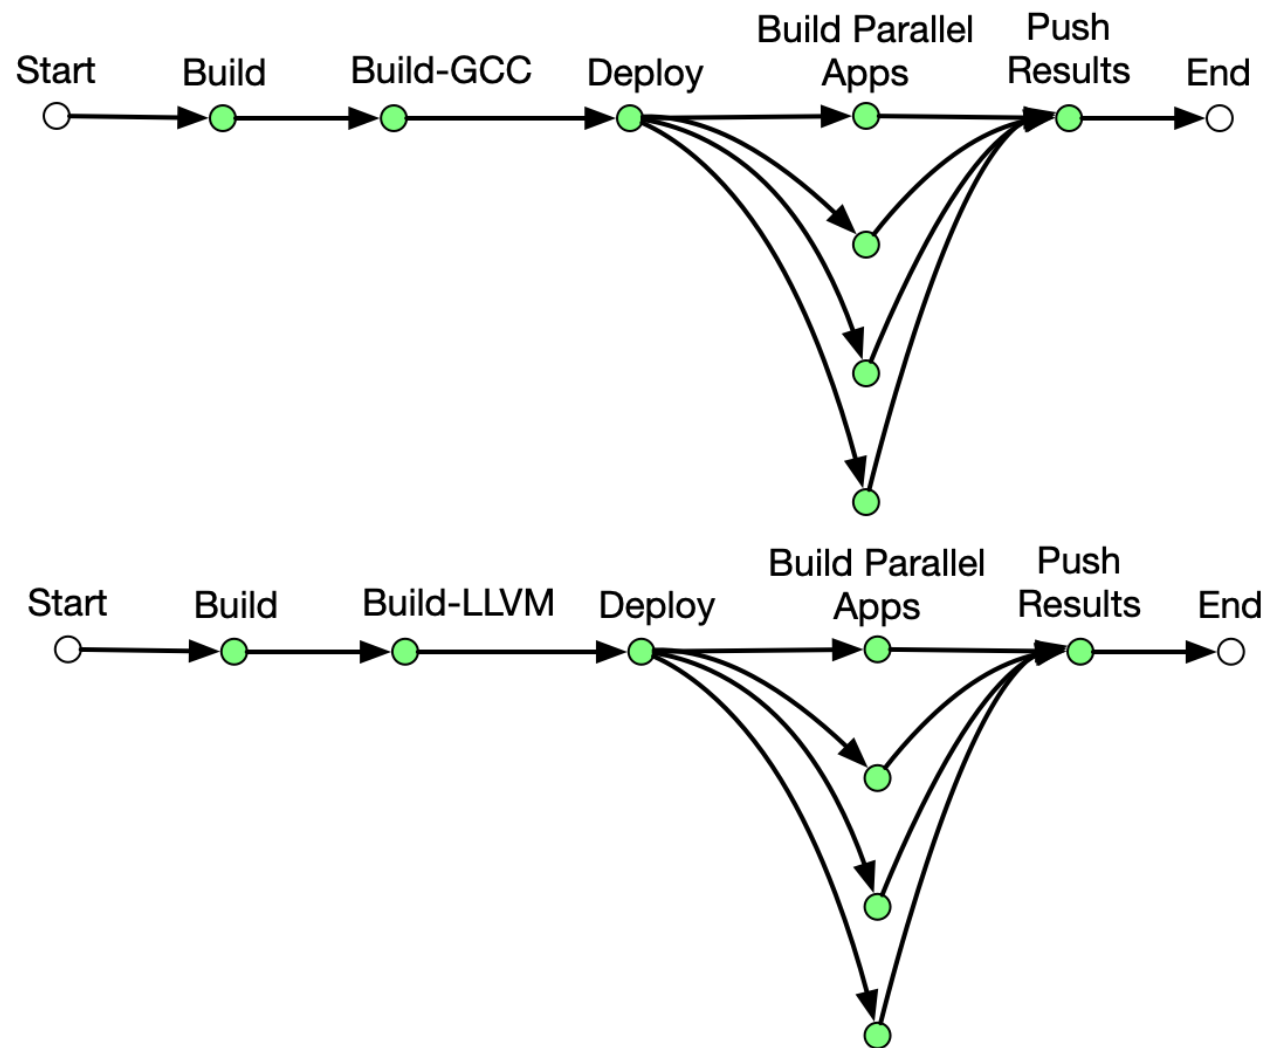 Start
Build
Build-GCC
Deploy
Build Parallel
Apps
Push
Results
End
Start
Build
Build-LLVM
Deploy
Build Parallel
Apps
Push
Results
End